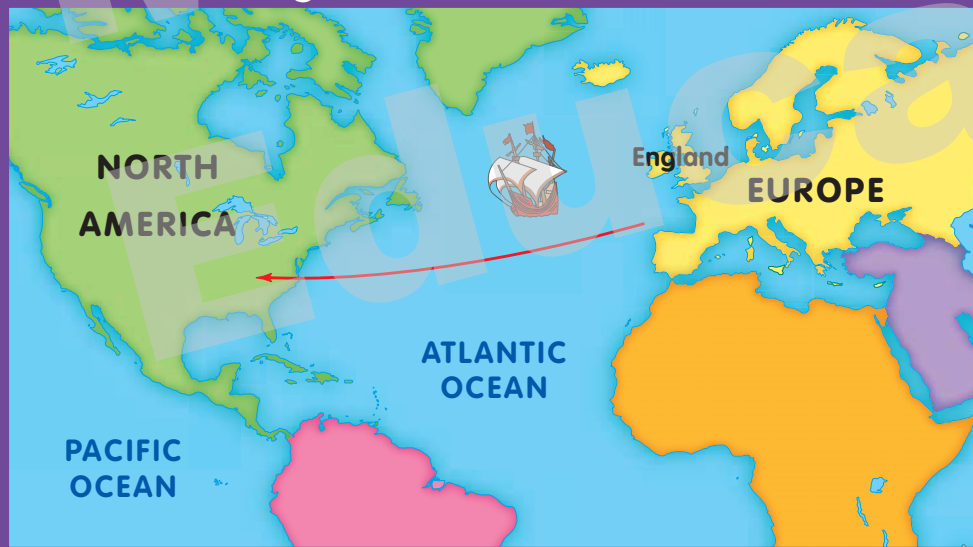 England
NORTH
AMERICA
EUROPE
ATLANTIC
OCEAN
PACIFIC
OCEAN